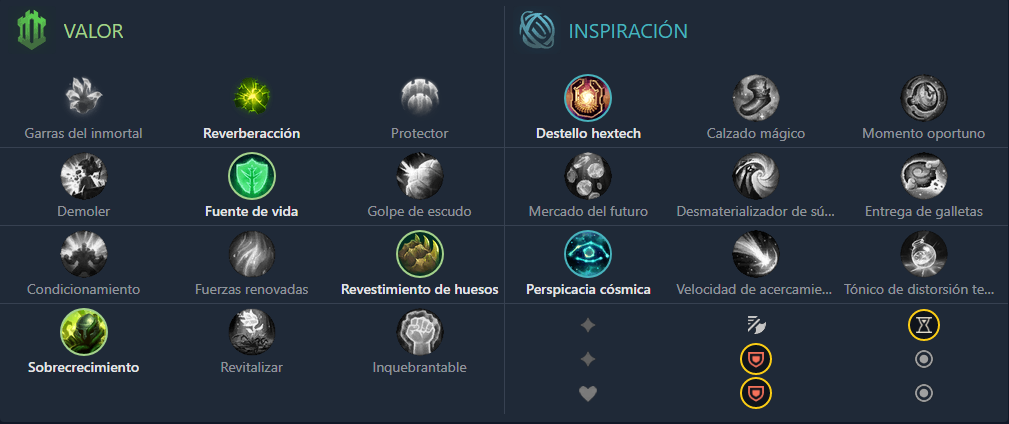 VALOR
INSPIRACIÓN
Garras del inmortal
Reverberacción
Protector
Destello hextech
Calzado mágico
Momento oportuno
Demoler
Fuente de vida
Golpe de escudo
Mercado del futuro
Desmaterializador de sú...
Entrega de galletas
Condicionamiento
Fuerzas renovadas
Revestimiento de huesos
Perspicacia cósmica
Velocidad de acercamie...
Tónico de distorsión te...
Sobrecrecimiento
Revitalizar
Inquebrantable